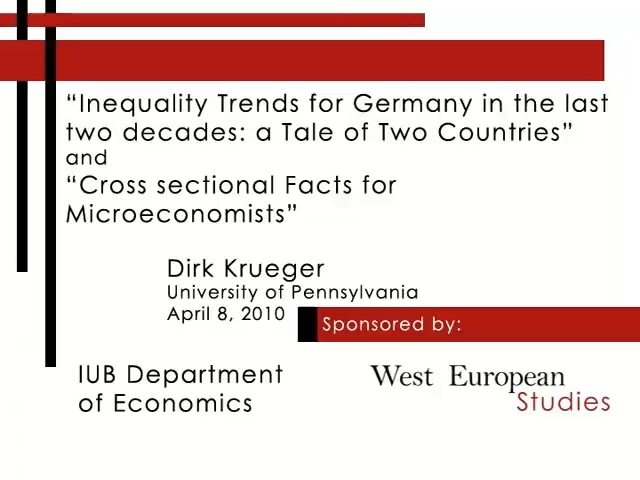 “Inequality Trends for Germany in the last
two decades: a Tale of Two Countries”
and
“Cross sectional Facts for
Microeconomists”
Dirk Krueger
University of Pennsylvania
April 8, 2010
Sponsored by:
IUB Department
of Economics
West European
Studies